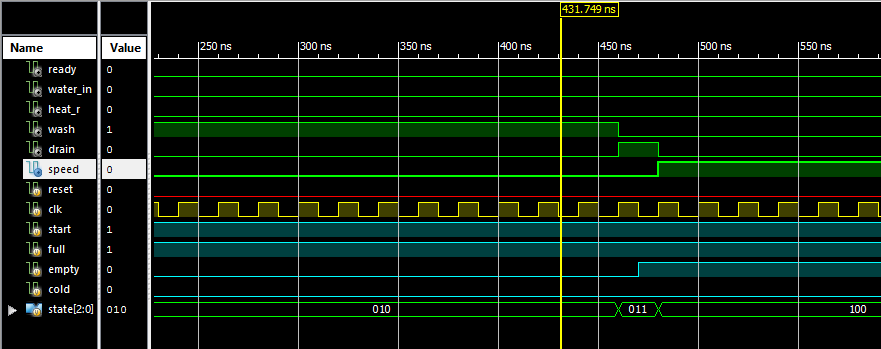 431.749 ns
Name Value 250 ns 300 ns 350 ns 400 ns 450 ns 500 ns 550 ns
ready 0
water_in 0
heat_r 0
wash 1
drain 0
speed 0
reset 0
clk 0
start 1
full 1
empty 0
cold 0
state[2:0] 010 010 011 100